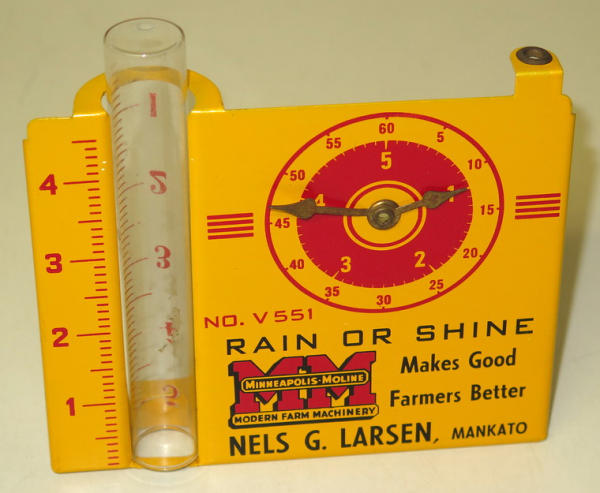 4
3
2
1
2
3
60
5
10
15
20
25
30
35
40
45
50
55
5
1
2
3
4
NO. V551
RAIN OR SHINE
MM
MINNEAPOLIS-MOLINE
MODERN FARM MACHINERY
Makes Good
Farmers Better
NELS G. LARSEN, MANKATO